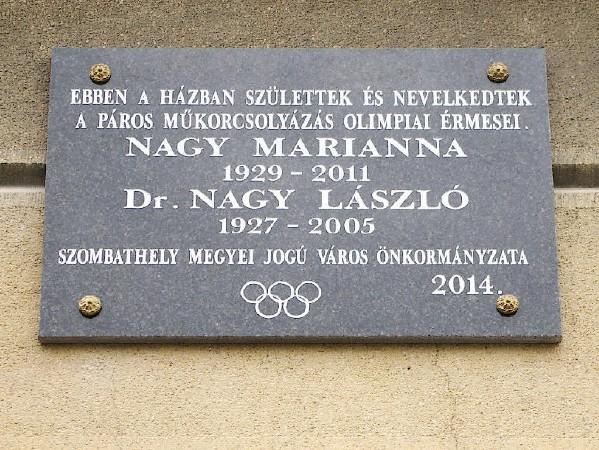 EBBEN A HÁZBAN SZÜLETTEK ÉS NEVELKEDTEK
A PÁROS MŰKORCSOLYÁZÁS OLIMPIAI ÉRMESEI.
NAGY MARIANNA
1929 - 2011
Dr. NAGY LÁSZLÓ
1927 - 2005
SZOMBATHELY MEGYEI JOGÚ VÁROS ÖNKORMÁNYZATA
2014.